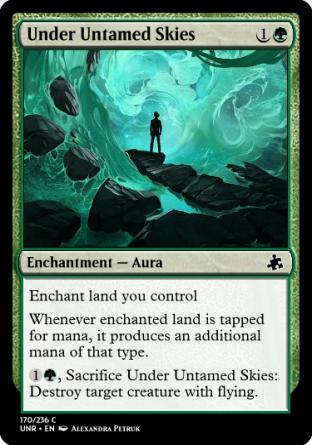 Under Untamed Skies 1
Enchantment — Aura
Enchant land you control
Whenever enchanted land is tapped
for mana, it produces an additional
mana of that type.
1, Sacrifice Under Untamed Skies:
Destroy target creature with flying.
170/236 C
UNR • EN Alexandra Petruk